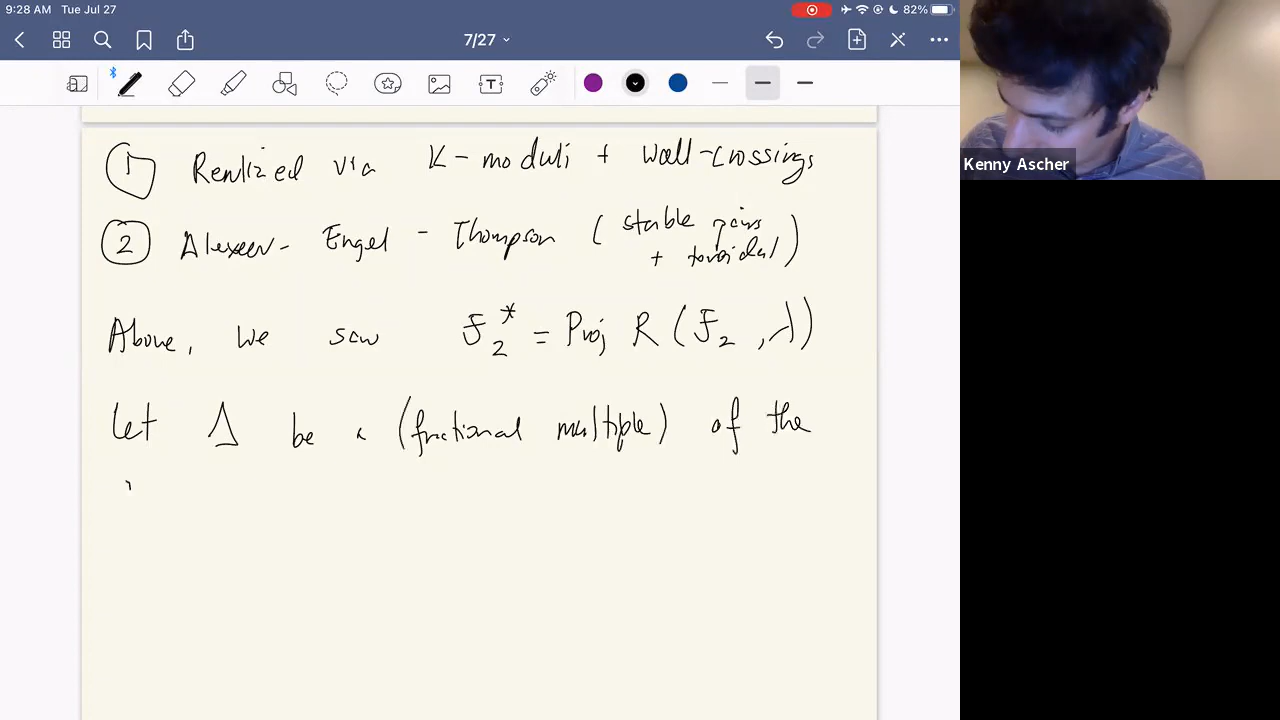 9:28 AM Tue Jul 27
82%
7/27
T
Kenny Ascher
① Realized via K-moduli + Wall-crossings
② Alexeev-Engel-Thompson (stable pairs
+ toroidal)
Above, we saw F₂* = Proj R(F₂, λ)
Let Δ be a (fractional multiple) of the